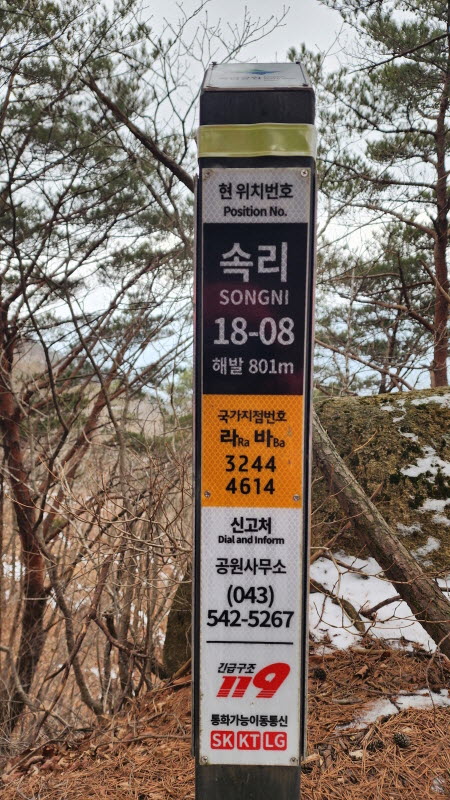 현 위치번호
Position No.
속리
SONGNI
18-08
해발 801m
국가지점번호
라Ra 바Ba
3244
4614
신고처
Dial and Inform
공원사무소
(043)
542-5267
긴급구조
119
통화가능이동통신
SK KT LG